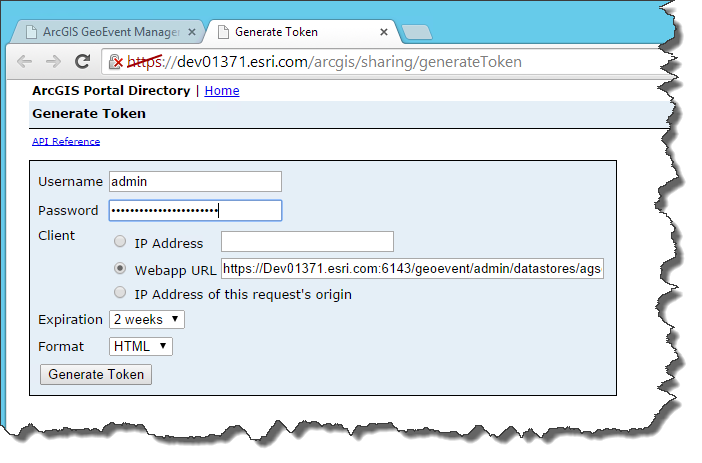 ArcGIS GeoEvent Manager × Generate Token ×
https://dev01371.esri.com/arcgis/sharing/generateToken
ArcGIS Portal Directory | Home
Generate Token
API Reference
Username admin
Password •••••••••••••••••••••••
Client
IP Address
Webapp URL https://Dev01371.esri.com:6143/geoevent/admin/datastores/ags
IP Address of this request's origin
Expiration 2 weeks ▼
Format HTML ▼
Generate Token